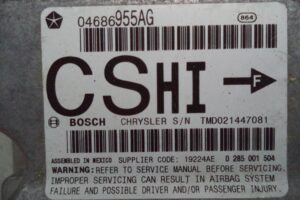 04686955AG
864
CSHI F
BOSCH CHRYSLER S/N TMD021447081
ASSEMBLED IN MEXICO SUPPLIER CODE: 19224AE 0 285 001 504
WARNING: REFER TO SERVICE MANUAL BEFORE SERVICING.
IMPROPER SERVICING CAN RESULT IN AIRBAG SYSTEM
FAILURE AND POSSIBLE DRIVER AND/OR PASSENGER INJURY.